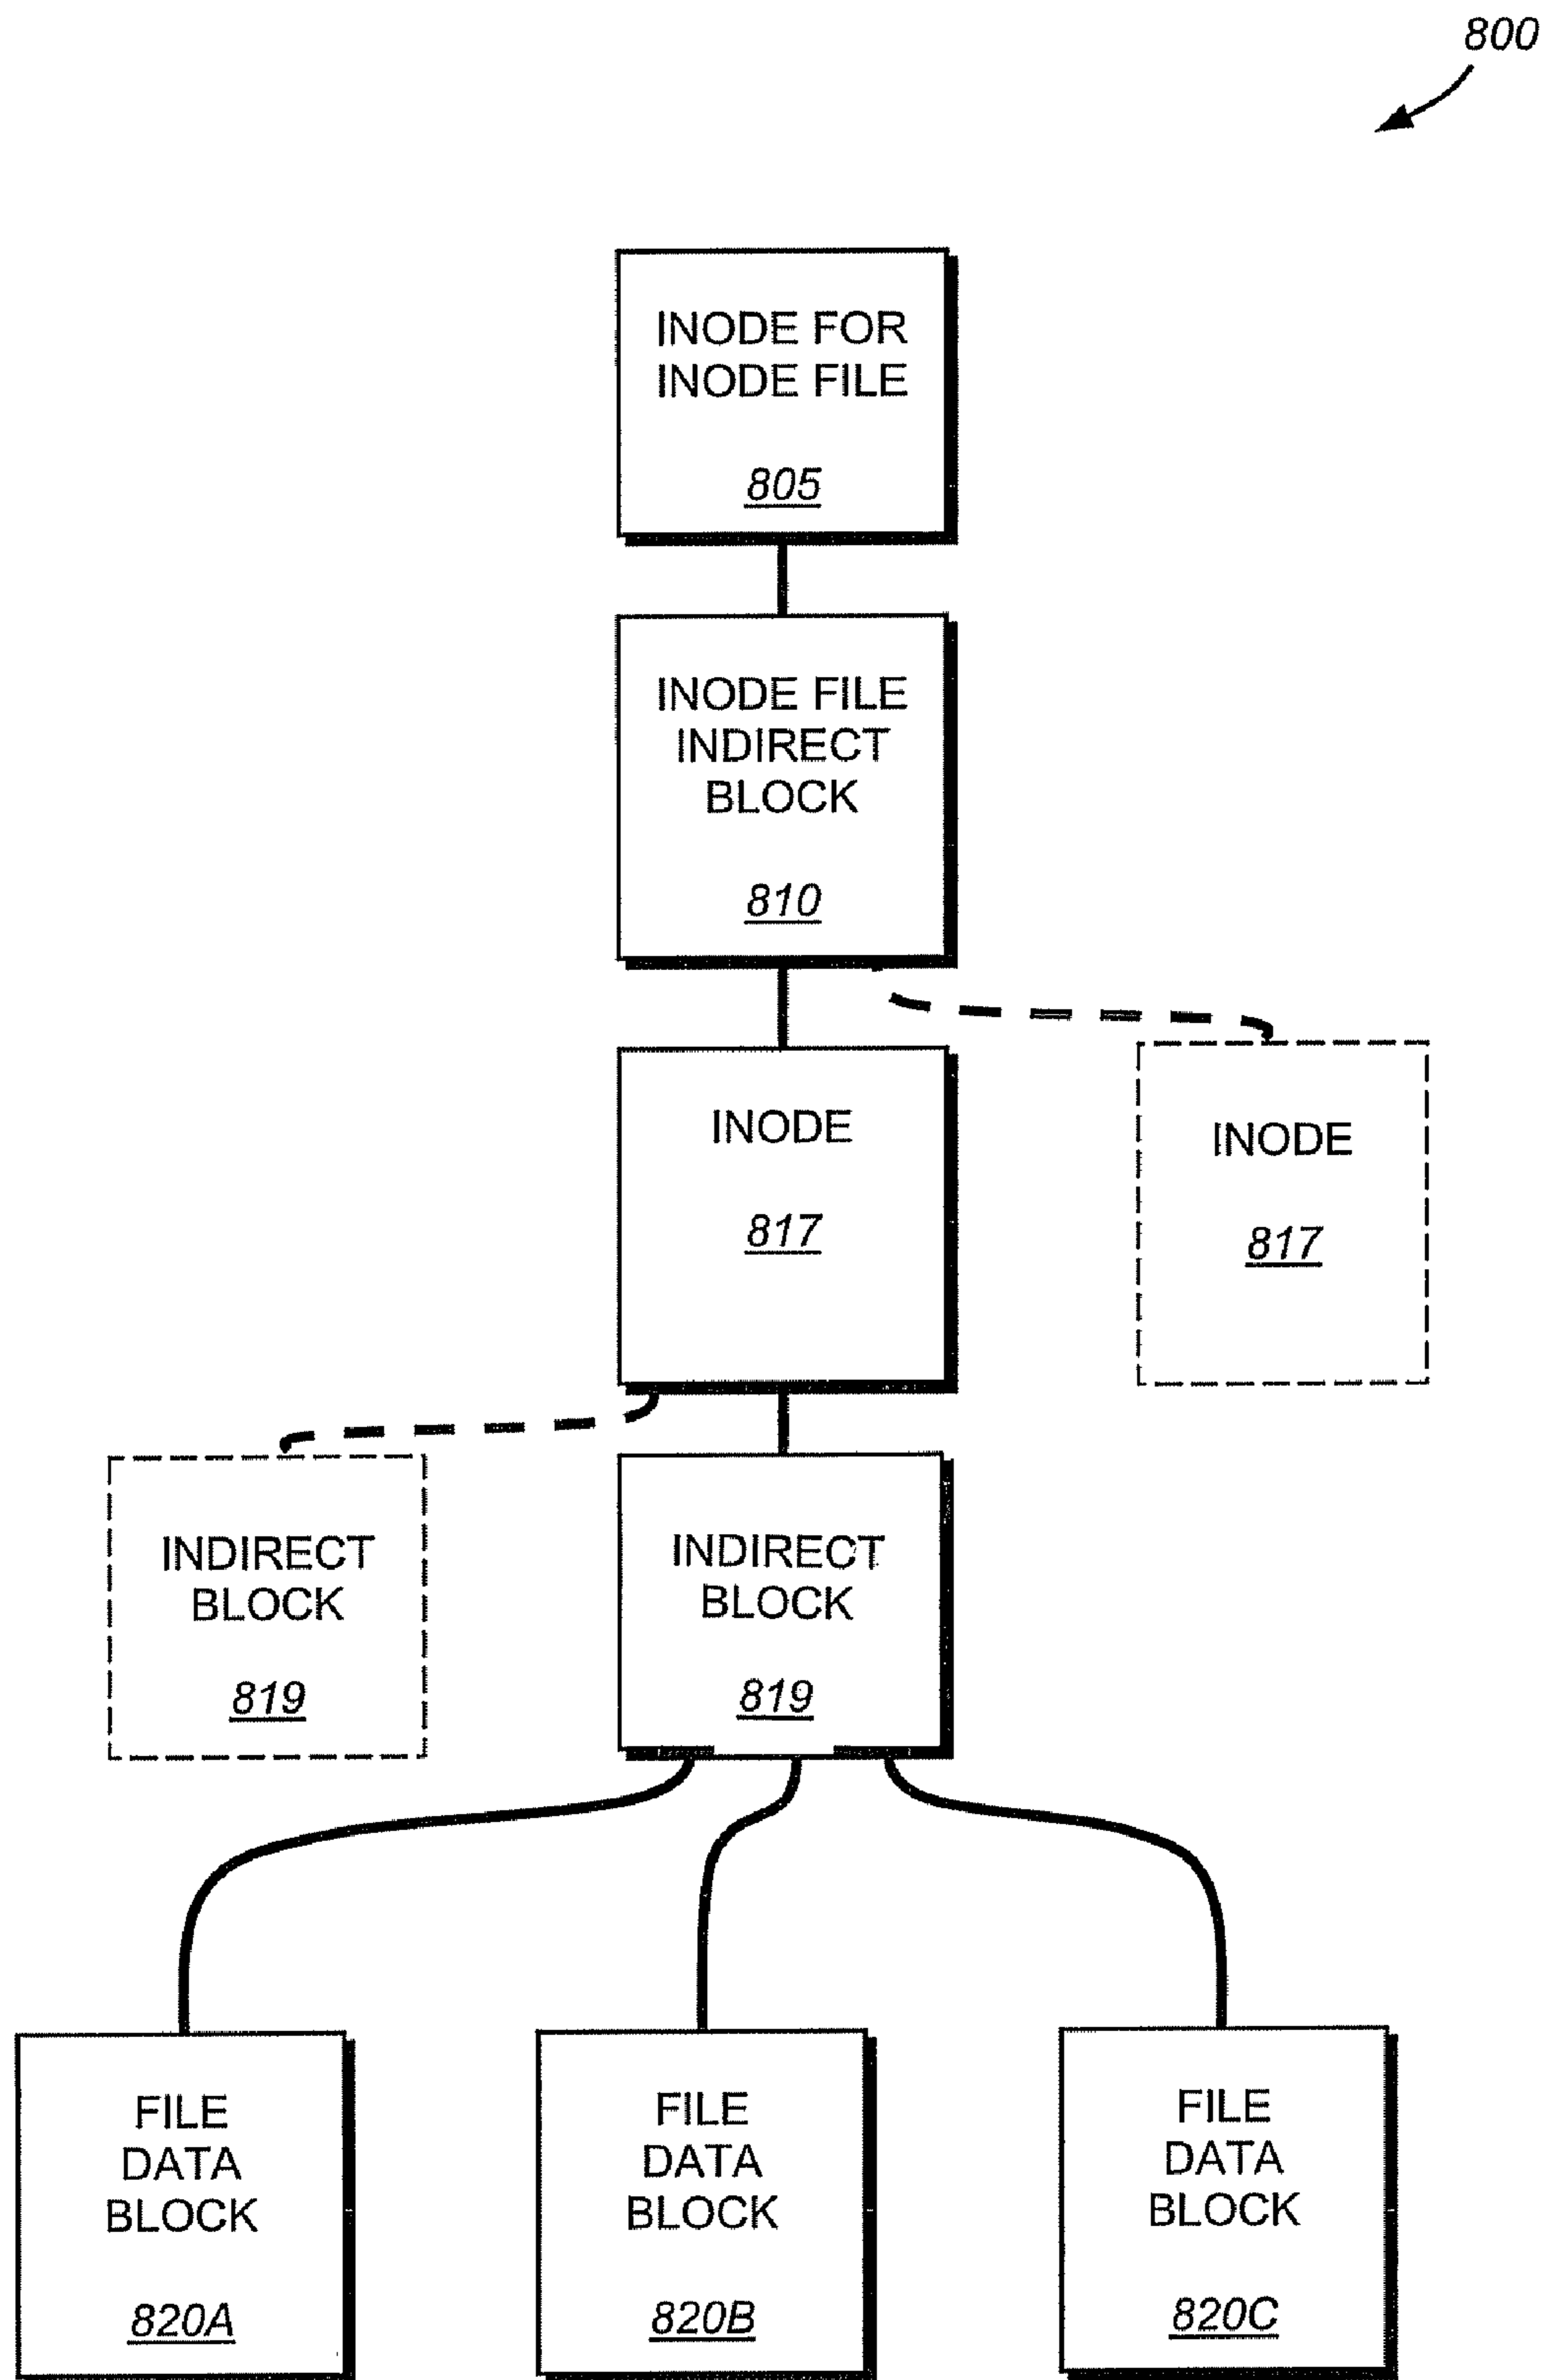 800
INODE FOR
INODE FILE
805
INODE FILE
INDIRECT
BLOCK
810
INODE
817
INODE
817
INDIRECT
BLOCK
819
INDIRECT
BLOCK
819
FILE
DATA
BLOCK
820A
FILE
DATA
BLOCK
820B
FILE
DATA
BLOCK
820C